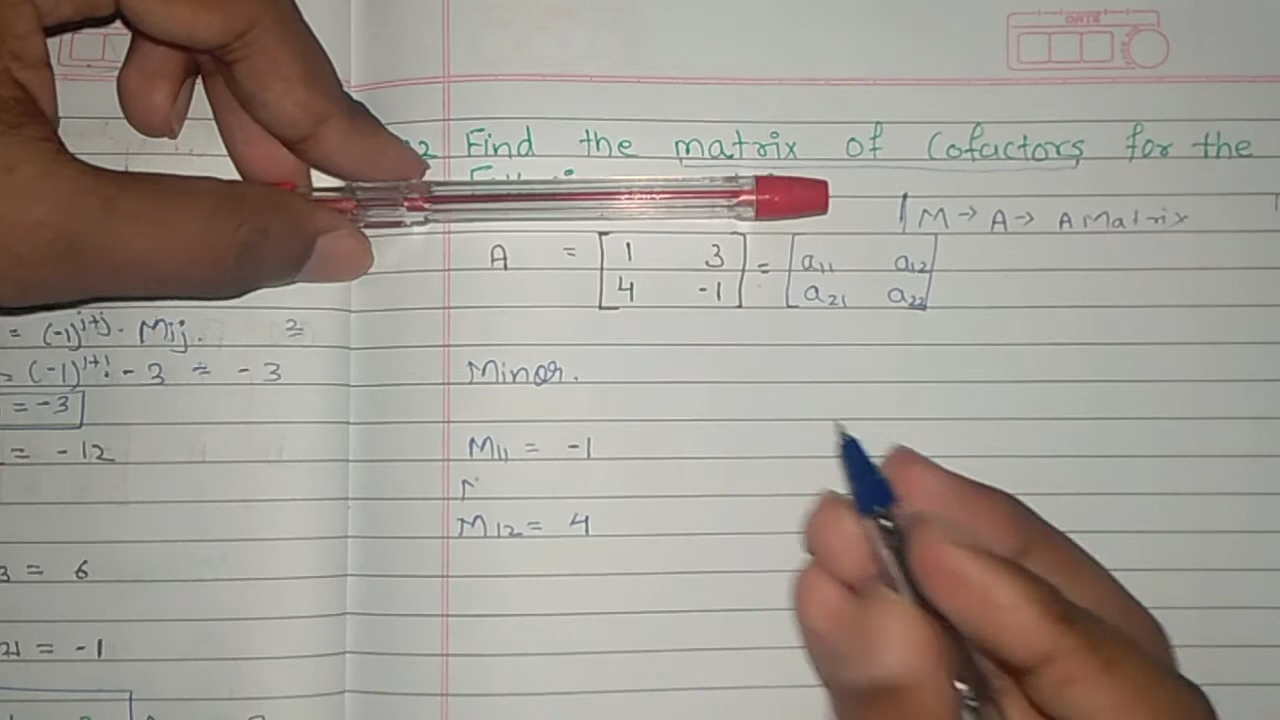 DATE
Find the matrix of Cofactors for the
M → A → A Matrix
A = [1 3 4 -1] = [a11 a12 a21 a22]
= (-1)^i+j . Mij.
= (-1)^1+1 - 3 = -3
Minor.
= -3
= -12
M11 = -1
M12 = 4
3 = 6
21 = -1